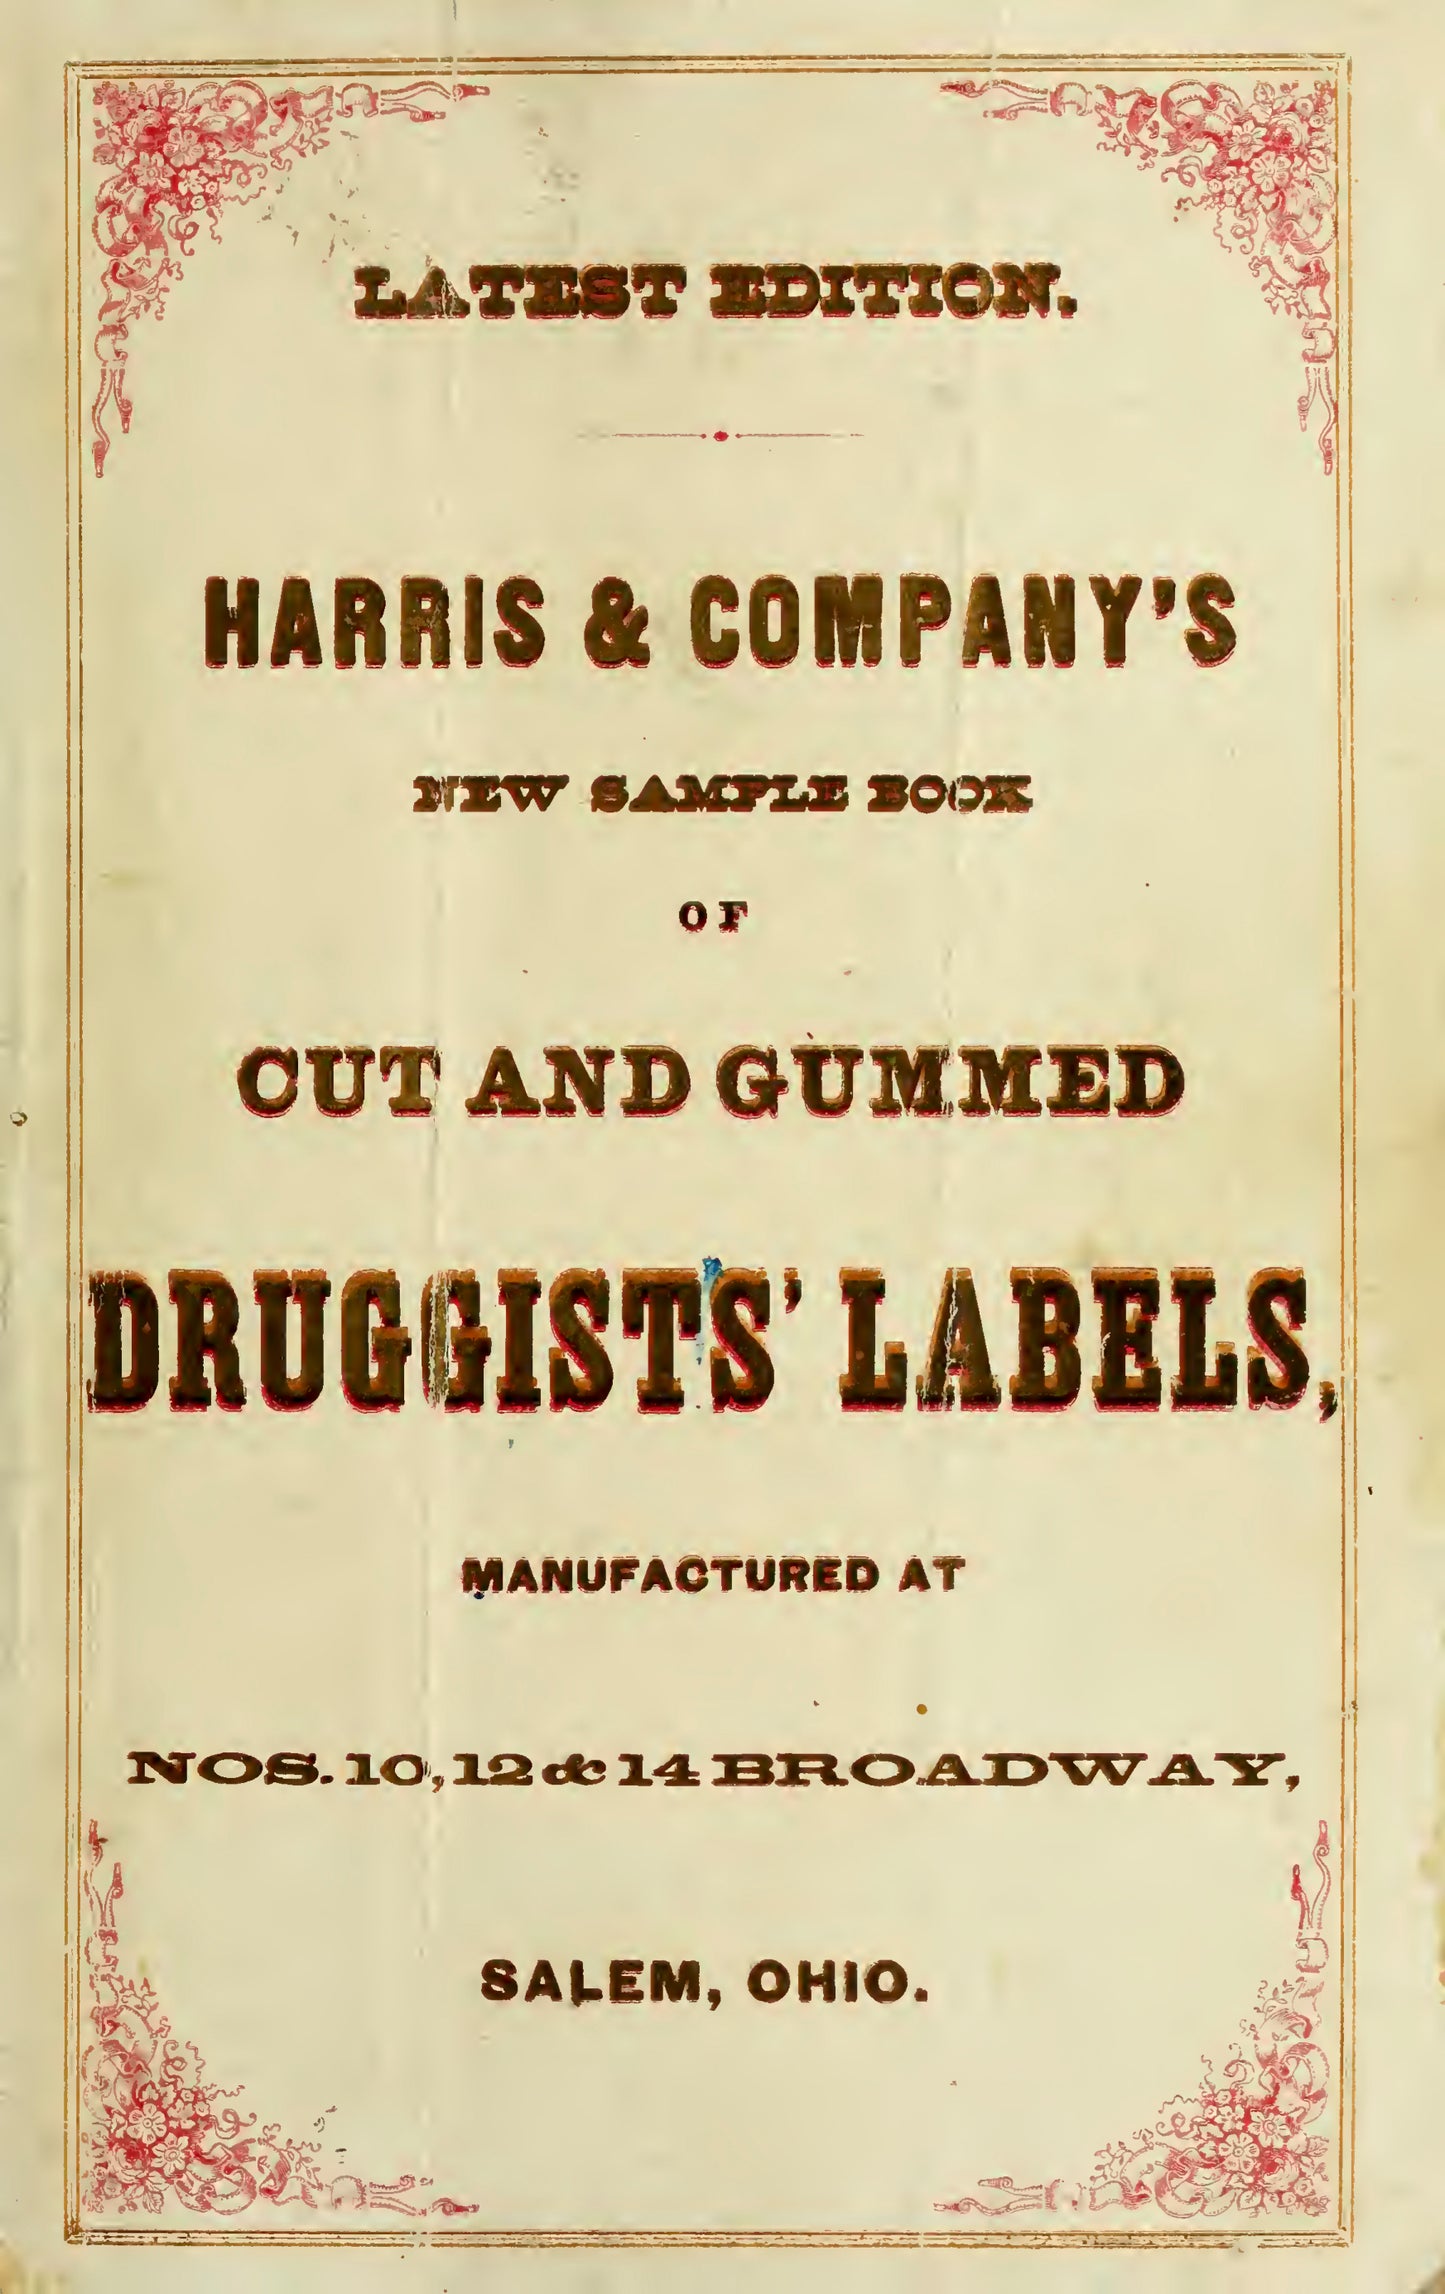 LATEST EDITION.
HARRIS & COMPANY'S
NEW SAMPLE BOOK
OF
CUT AND GUMMED
DRUGGISTS' LABELS,
MANUFACTURED AT
NOS. 10, 12 & 14 BROADWAY,
SALEM, OHIO.